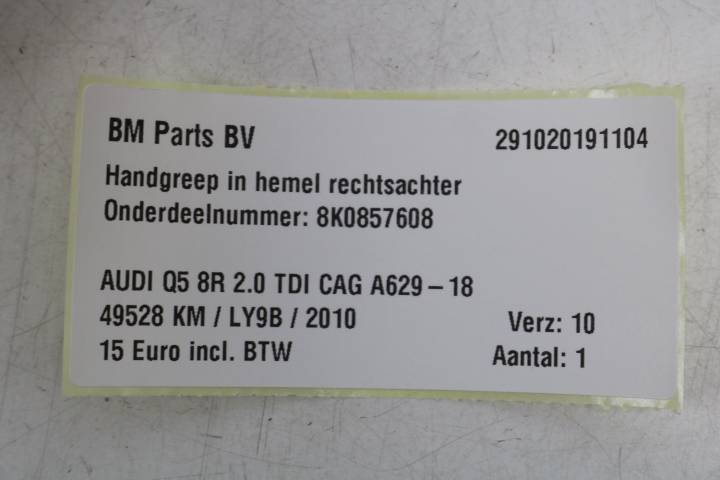 BM Parts BV 291020191104
Handgreep in hemel rechtsachter
Onderdeelnummer: 8K0857608
AUDI Q5 8R 2.0 TDI CAG A629 – 18
49528 KM / LY9B / 2010 Verz: 10
15 Euro incl. BTW Aantal: 1